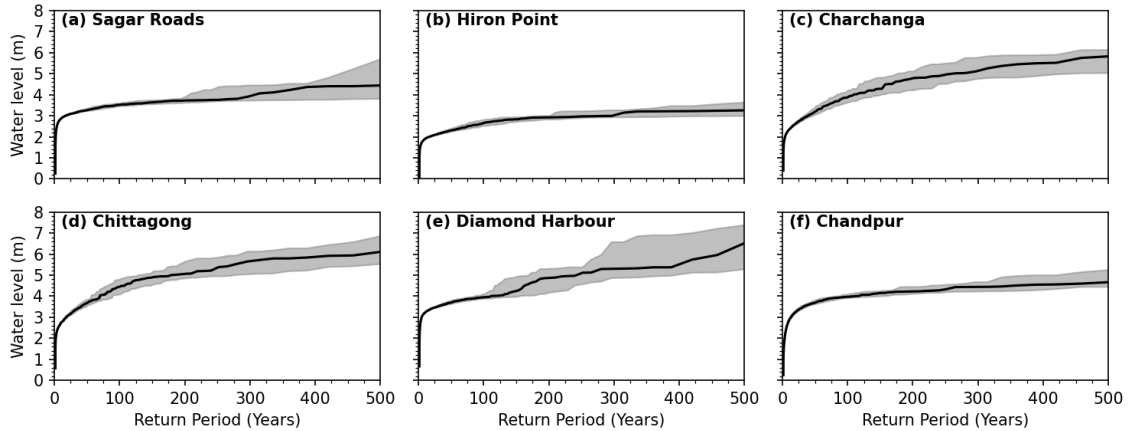 (a) Sagar Roads
(b) Hiron Point
(c) Charchanga
Water level (m)
8
7
6
5
4
3
2
1
0
(d) Chittagong
(e) Diamond Harbour
(f) Chandpur
Water level (m)
8
7
6
5
4
3
2
1
0
0 100 200 300 400 500
0 100 200 300 400 500
0 100 200 300 400 500
Return Period (Years)
Return Period (Years)
Return Period (Years)